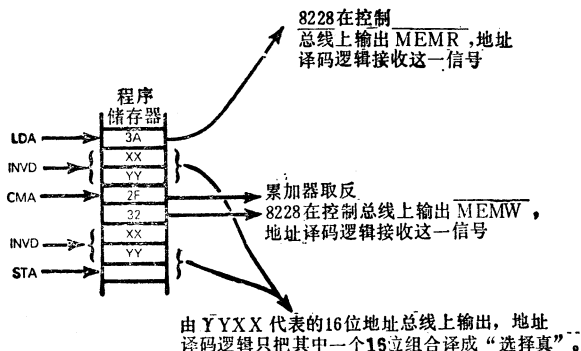 8228在控制
总线上输出 MEMR ,地址
译码逻辑接收这一信号
程序
储存器
LDA
3A
INVD
XX
YY
CMA
2F
累加器取反
32
8228在控制总线上输出 MEMW ,
地址译码逻辑接收这一信号
INVD
XX
YY
STA
由YYXX 代表的16位地址总线上输出，地址
译码逻辑只把其中一个16位组合译成“选择真”。